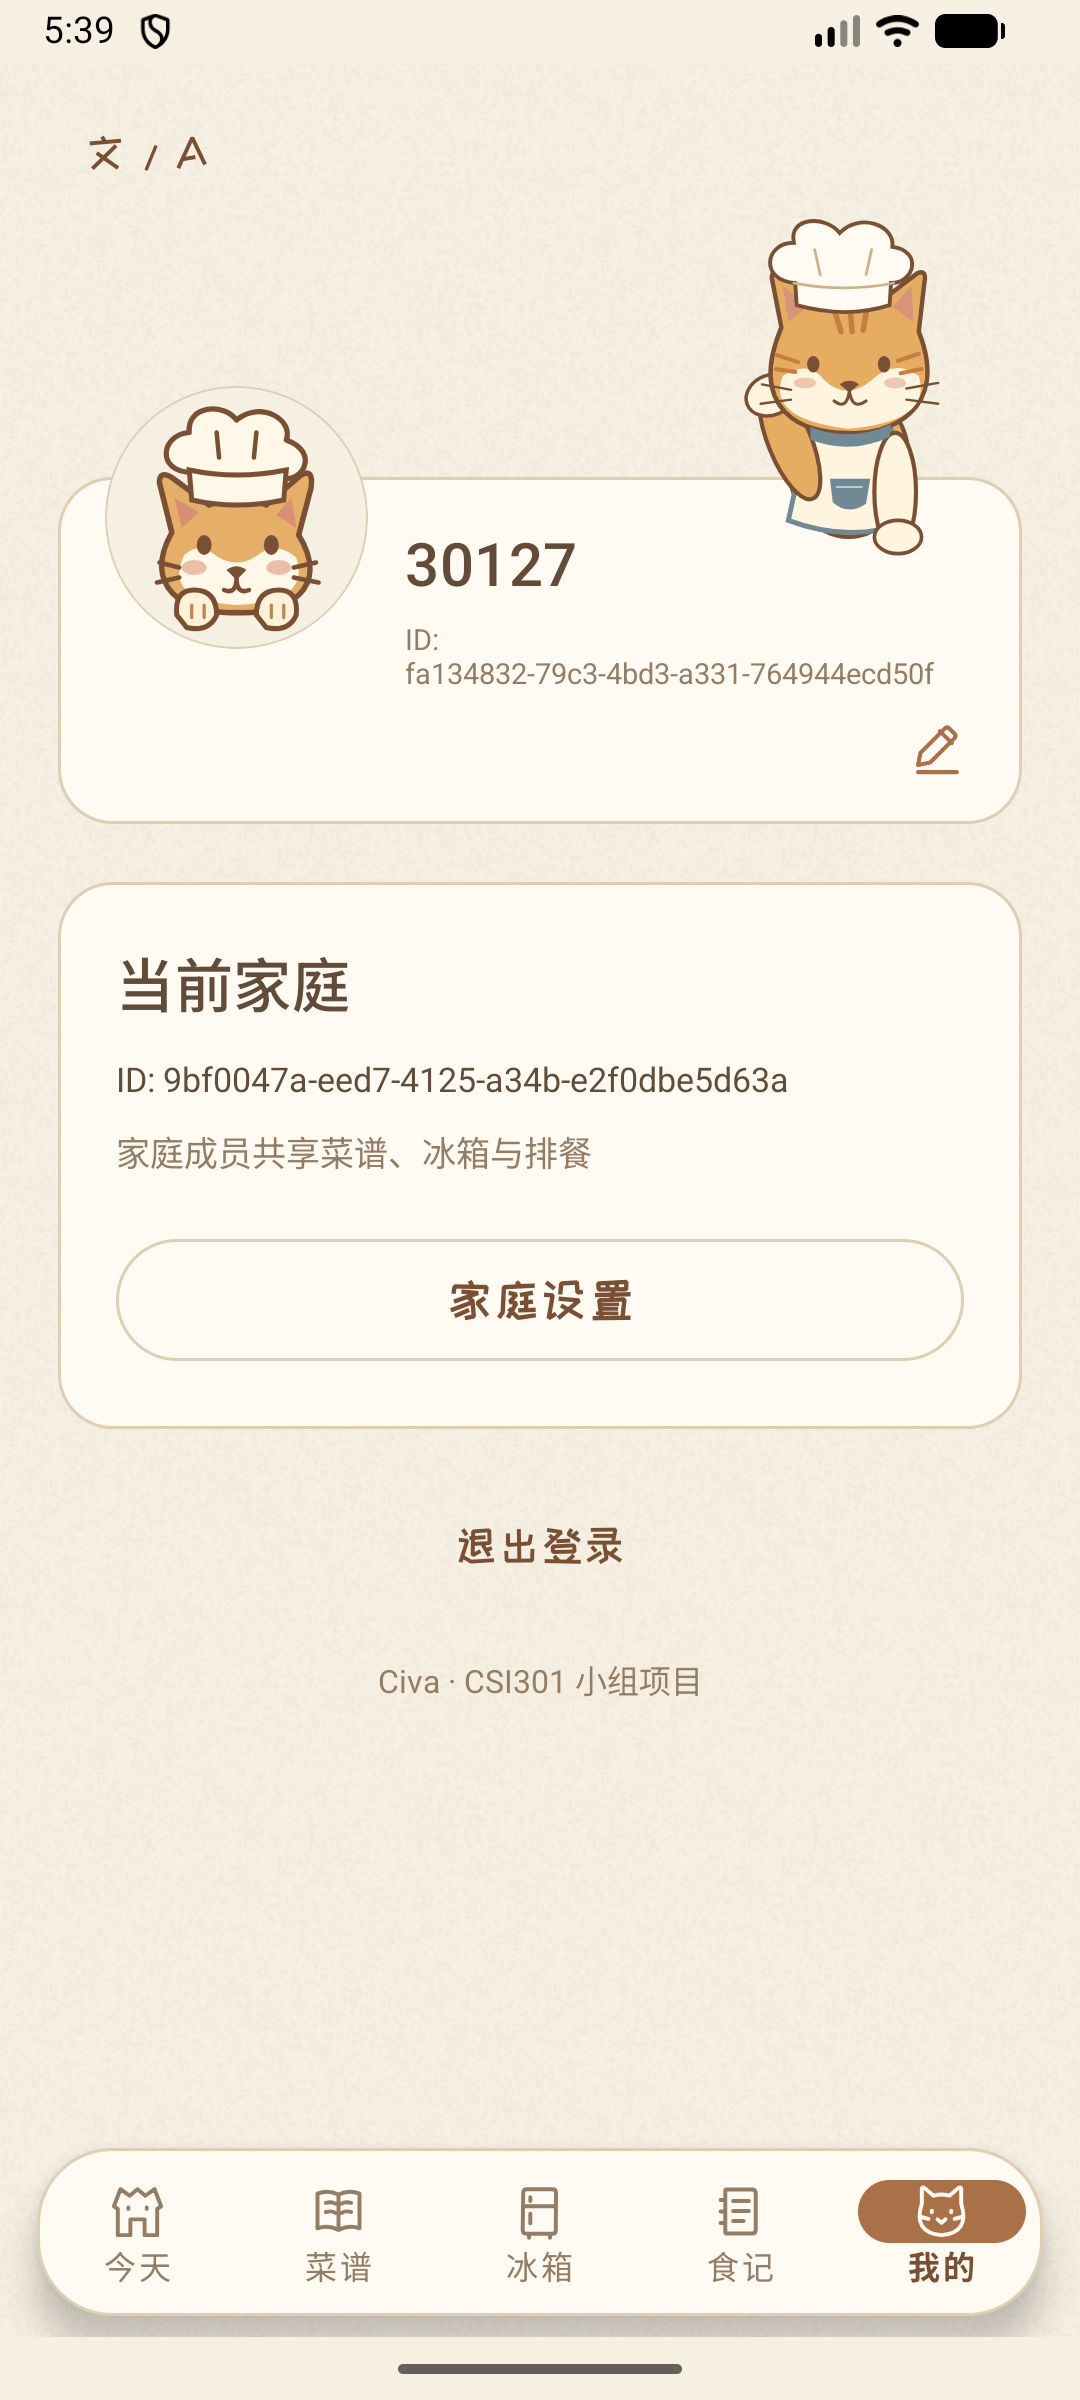 5:39
文 / A
30127
ID:
fa134832-79c3-4bd3-a331-764944ecd50f
当前家庭
ID: 9bf0047a-eed7-4125-a34b-e2f0dbe5d63a
家庭成员共享菜谱、冰箱与排餐
家庭设置
退出登录
Civa · CSI301 小组项目
今天
菜谱
冰箱
食记
我的